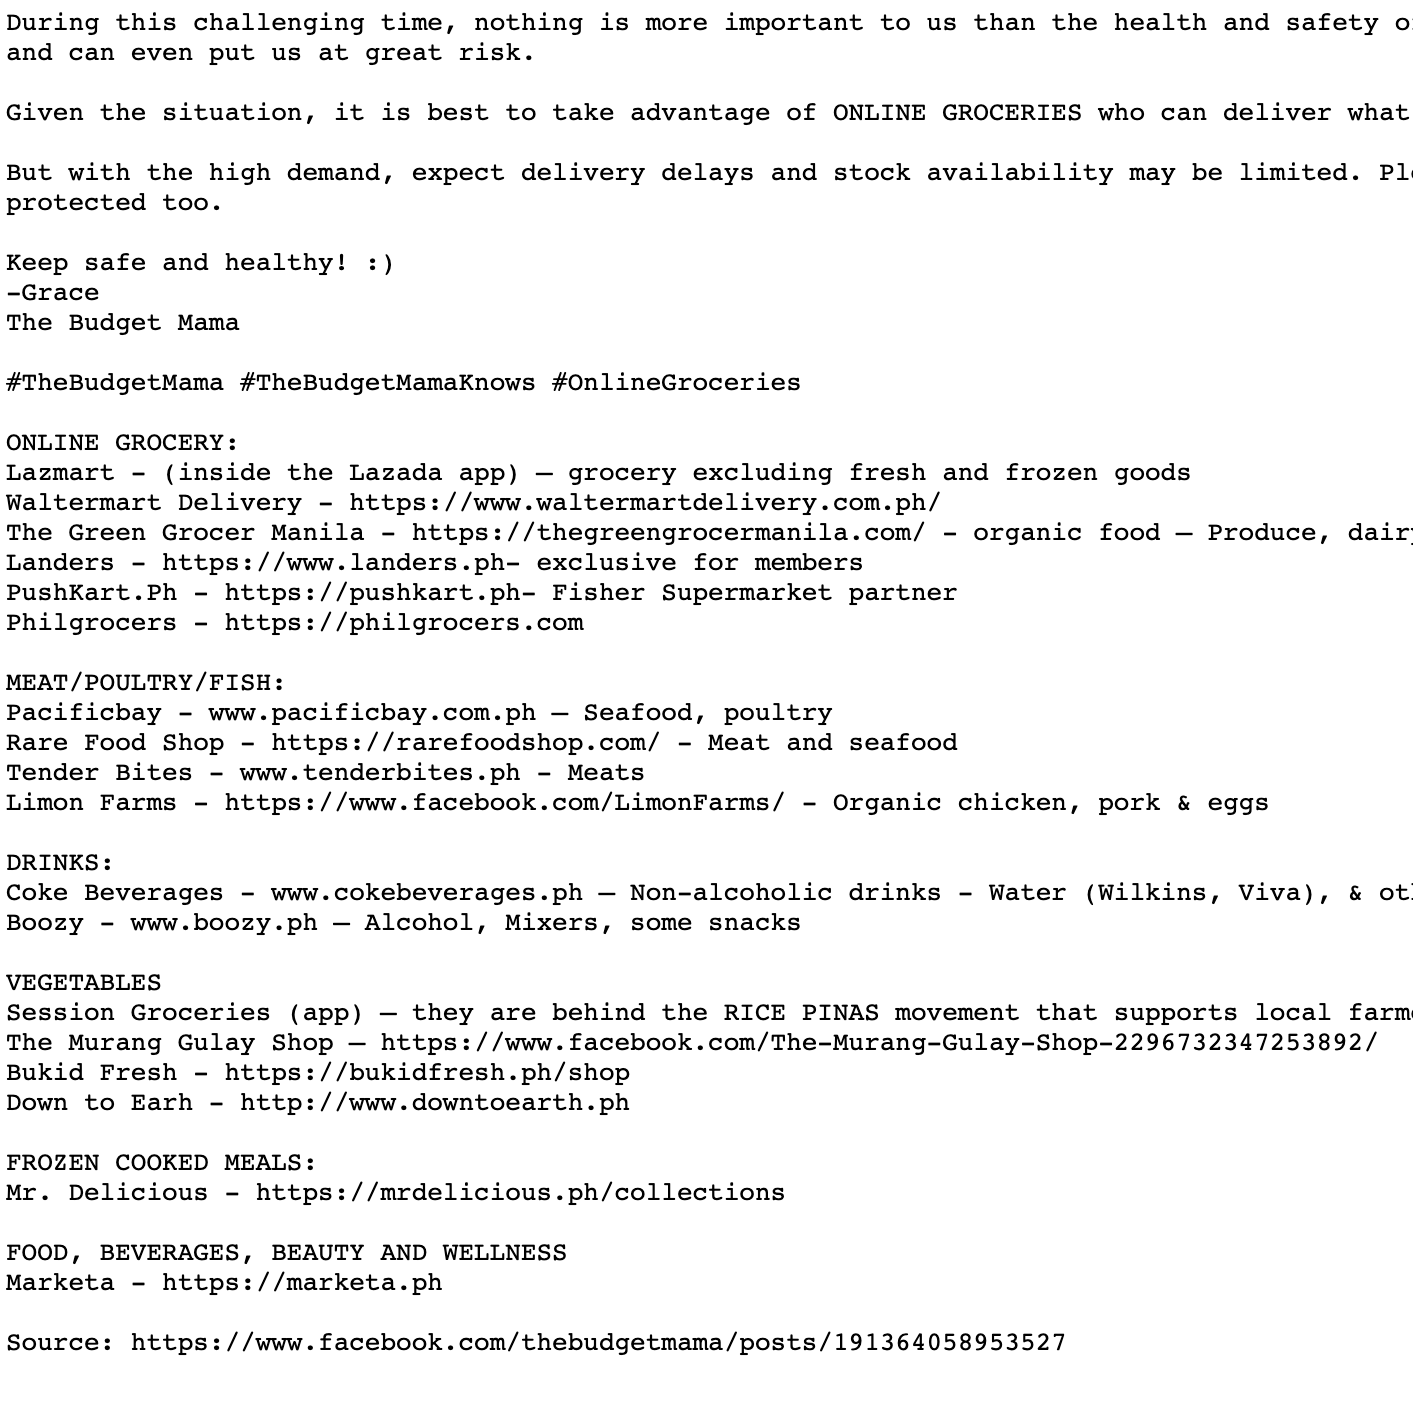 During this challenging time, nothing is more important to us than the health and safety
and can even put us at great risk.
Given the situation, it is best to take advantage of ONLINE GROCERIES who can deliver what
But with the high demand, expect delivery delays and stock availability may be limited.
protected too.
Keep safe and healthy! :)
-Grace
The Budget Mama
#TheBudgetMama #TheBudgetMamaKnows #OnlineGroceries
ONLINE GROCERY:
Lazmart - (inside the Lazada app) – grocery excluding fresh and frozen goods
Waltermart Delivery - https://www.waltermartdelivery.com.ph/
The Green Grocer Manila - https://thegreengrocermanila.com/ - organic food – Produce,
Landers - https://www.landers.ph- exclusive for members
PushKart.Ph - https://pushkart.ph- Fisher Supermarket partner
Philgrocers - https://philgrocers.com
MEAT/POULTRY/FISH:
Pacificbay - www.pacificbay.com.ph – Seafood, poultry
Rare Food Shop - https://rarefoodshop.com/ - Meat and seafood
Tender Bites - www.tenderbites.ph - Meats
Limon Farms - https://www.facebook.com/LimonFarms/ - Organic chicken, pork & eggs
DRINKS:
Coke Beverages - www.cokebeverages.ph – Non-alcoholic drinks - Water (Wilkins, Viva), &
Boozy - www.boozy.ph – Alcohol, Mixers, some snacks
VEGETABLES
Session Groceries (app) – they are behind the RICE PINAS movement that supports local
The Murang Gulay Shop – https://www.facebook.com/The-Murang-Gulay-Shop-2296732347253892/
Bukid Fresh - https://bukidfresh.ph/shop
Down to Earh - http://www.downtoearth.ph
FROZEN COOKED MEALS:
Mr. Delicious - https://mrdelicious.ph/collections
FOOD, BEVERAGES, BEAUTY AND WELLNESS
Marketa - https://marketa.ph
Source: https://www.facebook.com/thebudgetmama/posts/191364058953527